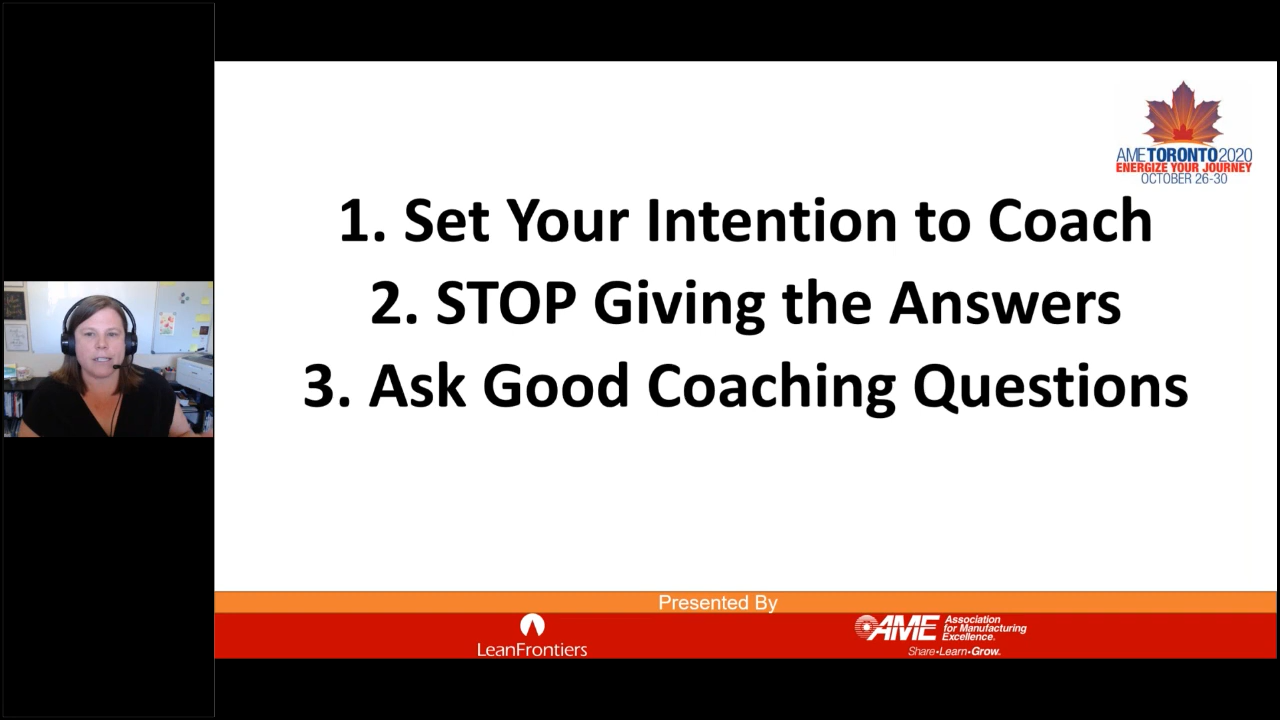 AMETORONTO2020
ENERGIZE YOUR JOURNEY
OCTOBER 26-30
1. Set Your Intention to Coach
2. STOP Giving the Answers
3. Ask Good Coaching Questions
Presented By
LeanFrontiers
AME Association
for Manufacturing
Excellence.
Share•Learn•Grow.